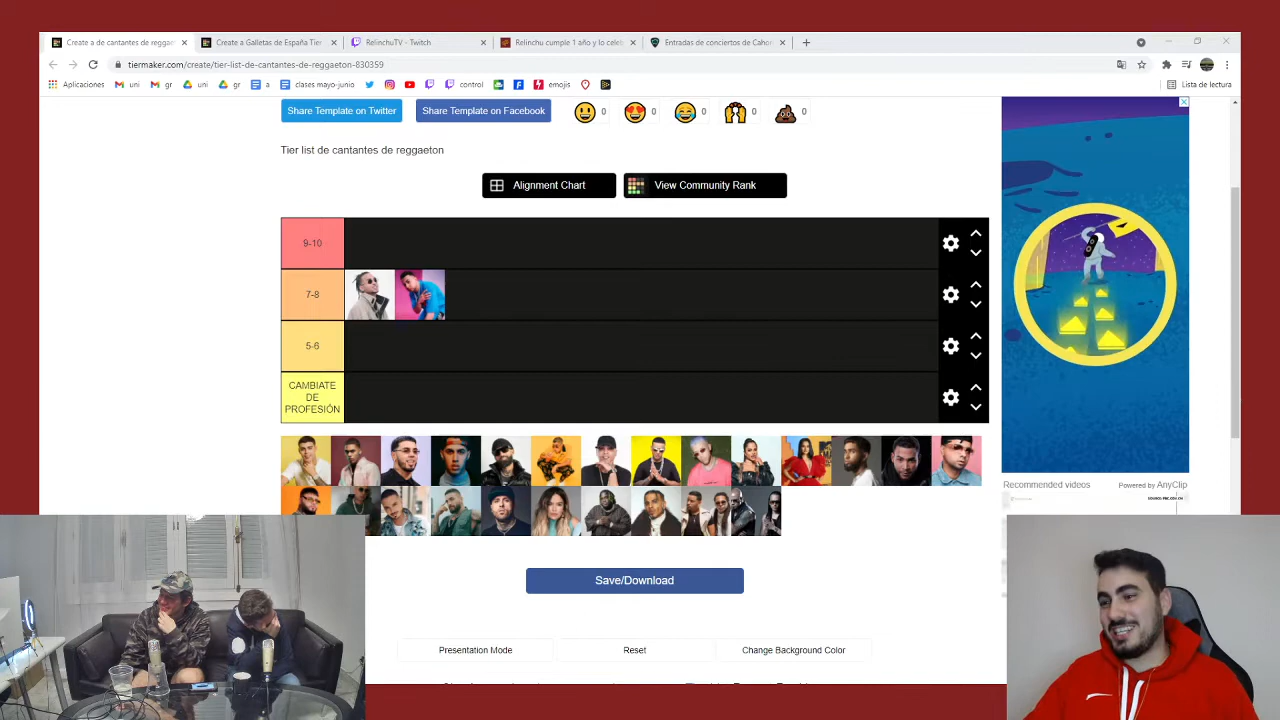 Create a de cantantes de reggae
Create a Galletas de España Tier
RelinchuTV - Twitch
Relinchu cumple 1 año y lo celeb
Entradas de conciertos de Caho
tiermaker.com/create/tier-list-de-cantantes-de-reggaeton-830359
Aplicaciones uni gr uni gr a clases mayo-junio control emojis Lista de lectura
Share Template on Twitter
Share Template on Facebook
0 0 0 0 0
Tier list de cantantes de reggaeton
Alignment Chart
View Community Rank
9-10
7-8
5-6
CAMBIATE
DE
PROFESIÓN
Recommended videos
Powered by AnyClip
Save/Download
Presentation Mode
Reset
Change Background Color